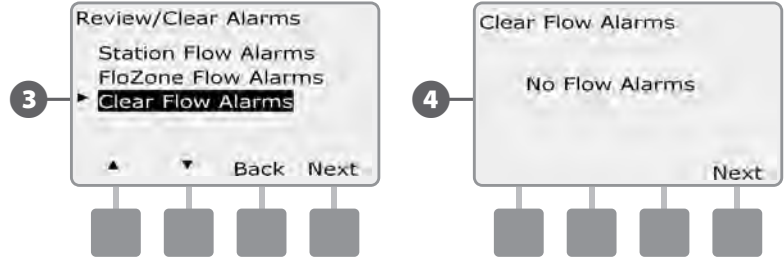 3
Review/Clear Alarms
Station Flow Alarms
FloZone Flow Alarms
► Clear Flow Alarms
▲ ▼ Back Next
4
Clear Flow Alarms
No Flow Alarms
Next